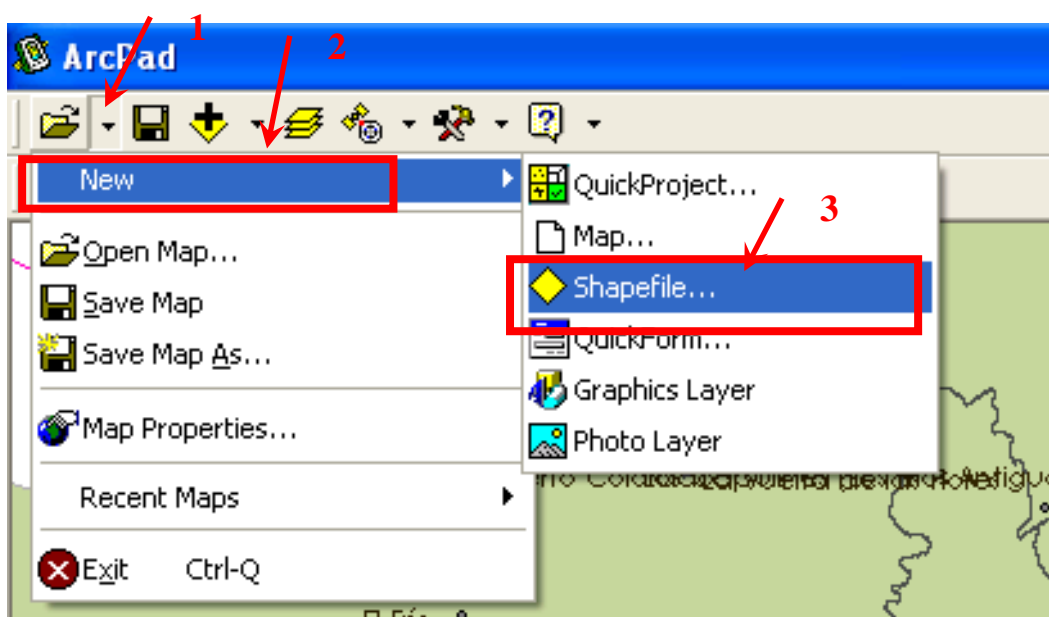 1
2
ArcPad
New
Open Map...
Save Map
Save Map As...
Map Properties...
Recent Maps
Exit Ctrl-Q
QuickProject...
Map...
3
Shapefile...
QuickForm...
Graphics Layer
Photo Layer